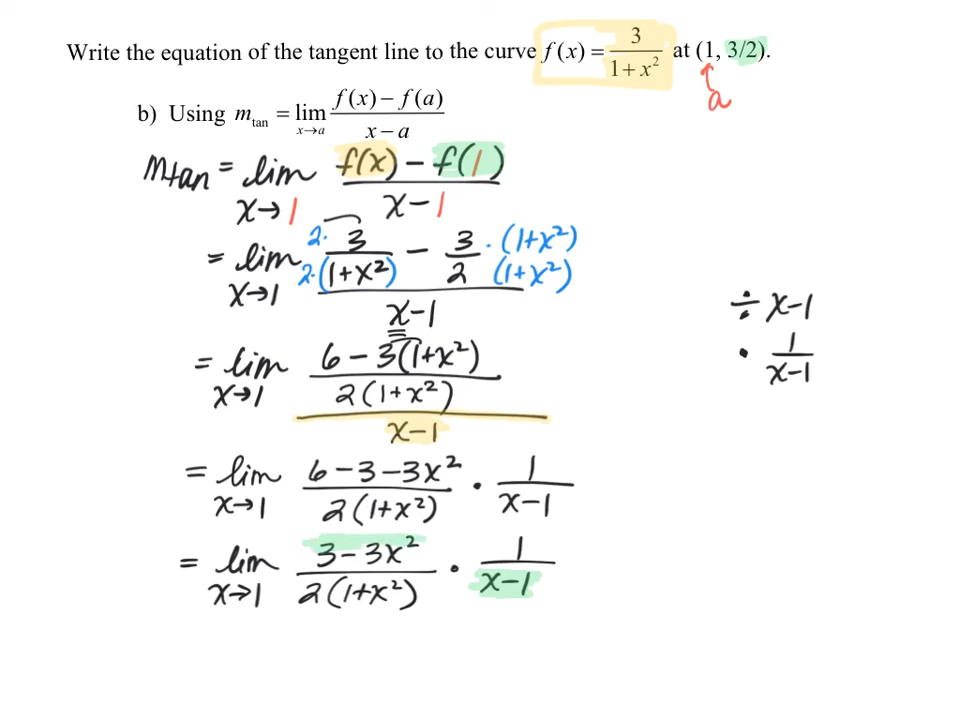 Write the equation of the tangent line to the curve f(x) = 3/(1+x²) at (1, 3/2).
a
b) Using m_tan = lim_{x→a} (f(x) − f(a))/(x − a)
m_tan = lim_{x→1} (f(x) − f(1))/(x−1)
= lim_{x→1} (2·3/(2·(1+x²)) − 3/2 · (1+x²)/(1+x²))/(x−1)
÷ x−1
= lim_{x→1} ((6−3(1+x²))/(2(1+x²)))/(x−1)
· 1/(x−1)
= lim_{x→1} (6−3−3x²)/(2(1+x²)) · 1/(x−1)
= lim_{x→1} (3−3x²)/(2(1+x²)) · 1/(x−1)